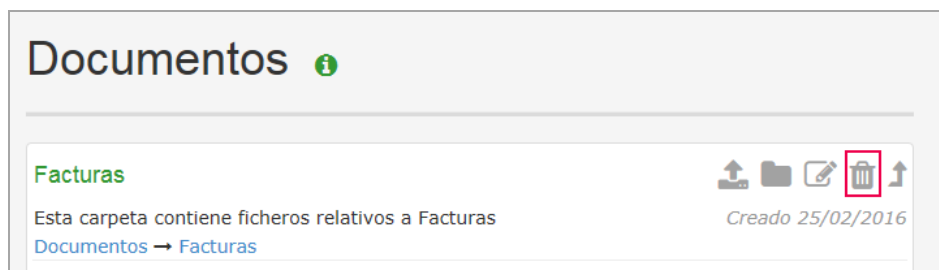 Documentos
Facturas
Esta carpeta contiene ficheros relativos a Facturas
Creado 25/02/2016
Documentos → Facturas